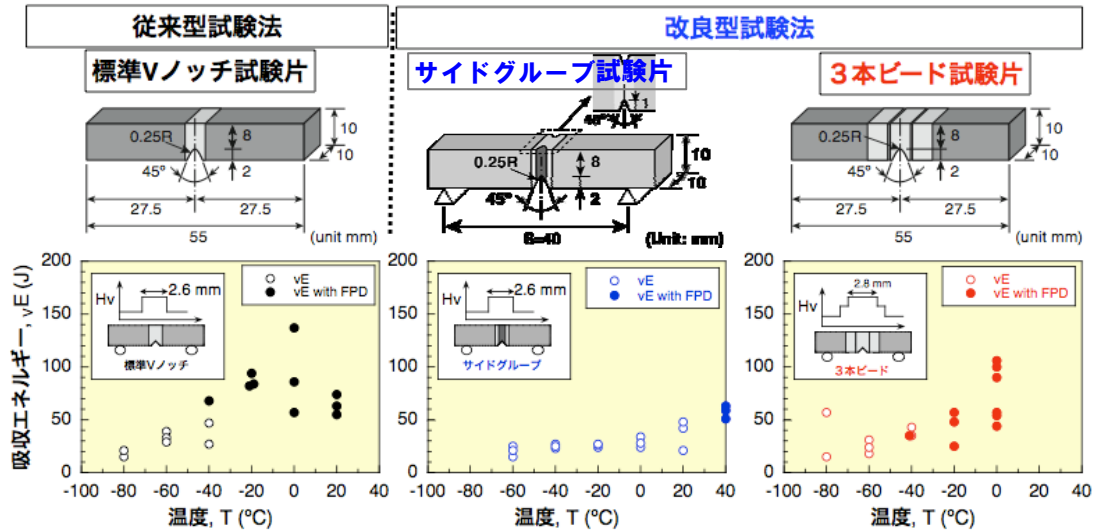 従来型試験法
改良型試験法
標準Vノッチ試験片
サイドグルーブ試験片
3本ビード試験片
0.25R
8
10
10
45º
2
27.5
27.5
55
(unit mm)
1
45º
0.25R
8
10
10
45º
2
S=40
(Unit: mm)
0.25R
8
10
10
45º
2
27.5
27.5
55
(unit mm)
吸収エネルギー, vE (J)
200
150
100
50
0
Hv
2.6 mm
標準Vノッチ
vE
vE with FPD
-100 -80 -60 -40 -20 0 20 40
温度, T (ºC)
200
150
100
50
0
Hv
2.6 mm
サイドグルーブ
vE
vE with FPD
-100 -80 -60 -40 -20 0 20 40
温度, T (ºC)
200
150
100
50
0
Hv
2.8 mm
3本ビード
vE
vE with FPD
-100 -80 -60 -40 -20 0 20 40
温度, T (ºC)